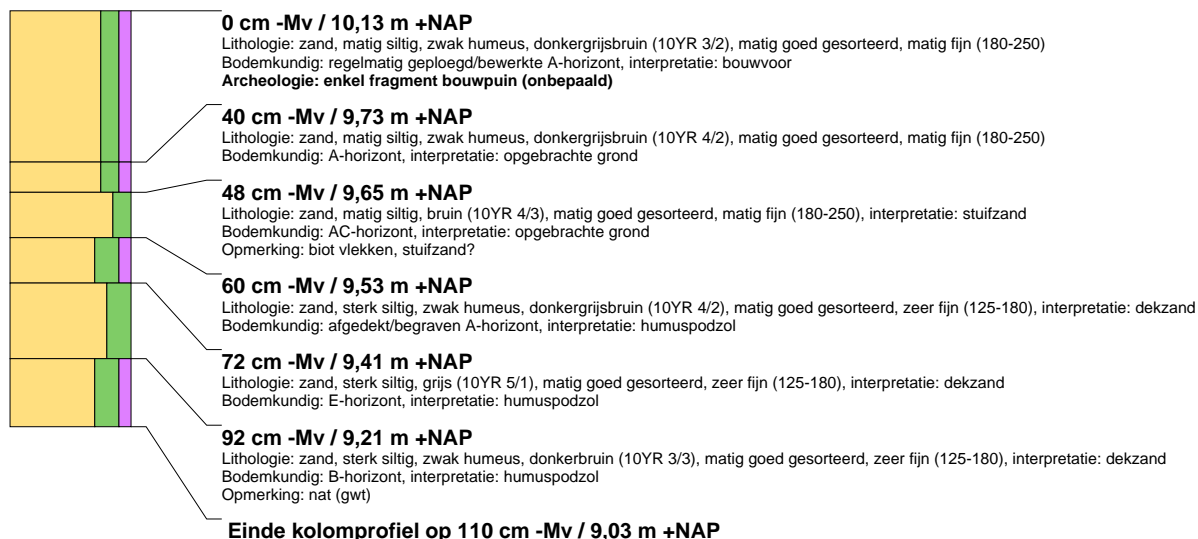 0 cm -Mv / 10,13 m +NAP
Lithologie: zand, matig siltig, zwak humeus, donkergrijsbruin (10YR 3/2), matig goed gesorteerd, matig fijn (180-250)
Bodemkundig: regelmatig geploegd/bewerkte A-horizont, interpretatie: bouwvoor
Archeologie: enkel fragment bouwpuin (onbepaald)
40 cm -Mv / 9,73 m +NAP
Lithologie: zand, matig siltig, zwak humeus, donkergrijsbruin (10YR 4/2), matig goed gesorteerd, matig fijn (180-250)
Bodemkundig: A-horizont, interpretatie: opgebrachte grond
48 cm -Mv / 9,65 m +NAP
Lithologie: zand, matig siltig, bruin (10YR 4/3), matig goed gesorteerd, matig fijn (180-250), interpretatie: stuifzand
Bodemkundig: AC-horizont, interpretatie: opgebrachte grond
Opmerking: biot vlekken, stuifzand?
60 cm -Mv / 9,53 m +NAP
Lithologie: zand, sterk siltig, zwak humeus, donkergrijsbruin (10YR 4/2), matig goed gesorteerd, zeer fijn (125-180), interpretatie: dekzand
Bodemkundig: afgedekt/begraven A-horizont, interpretatie: humuspodzol
72 cm -Mv / 9,41 m +NAP
Lithologie: zand, sterk siltig, grijs (10YR 5/1), matig goed gesorteerd, zeer fijn (125-180), interpretatie: dekzand
Bodemkundig: E-horizont, interpretatie: humuspodzol
92 cm -Mv / 9,21 m +NAP
Lithologie: zand, sterk siltig, zwak humeus, donkerbruin (10YR 3/3), matig goed gesorteerd, zeer fijn (125-180), interpretatie: dekzand
Bodemkundig: B-horizont, interpretatie: humuspodzol
Opmerking: nat (gwt)
Einde kolomprofiel op 110 cm -Mv / 9,03 m +NAP